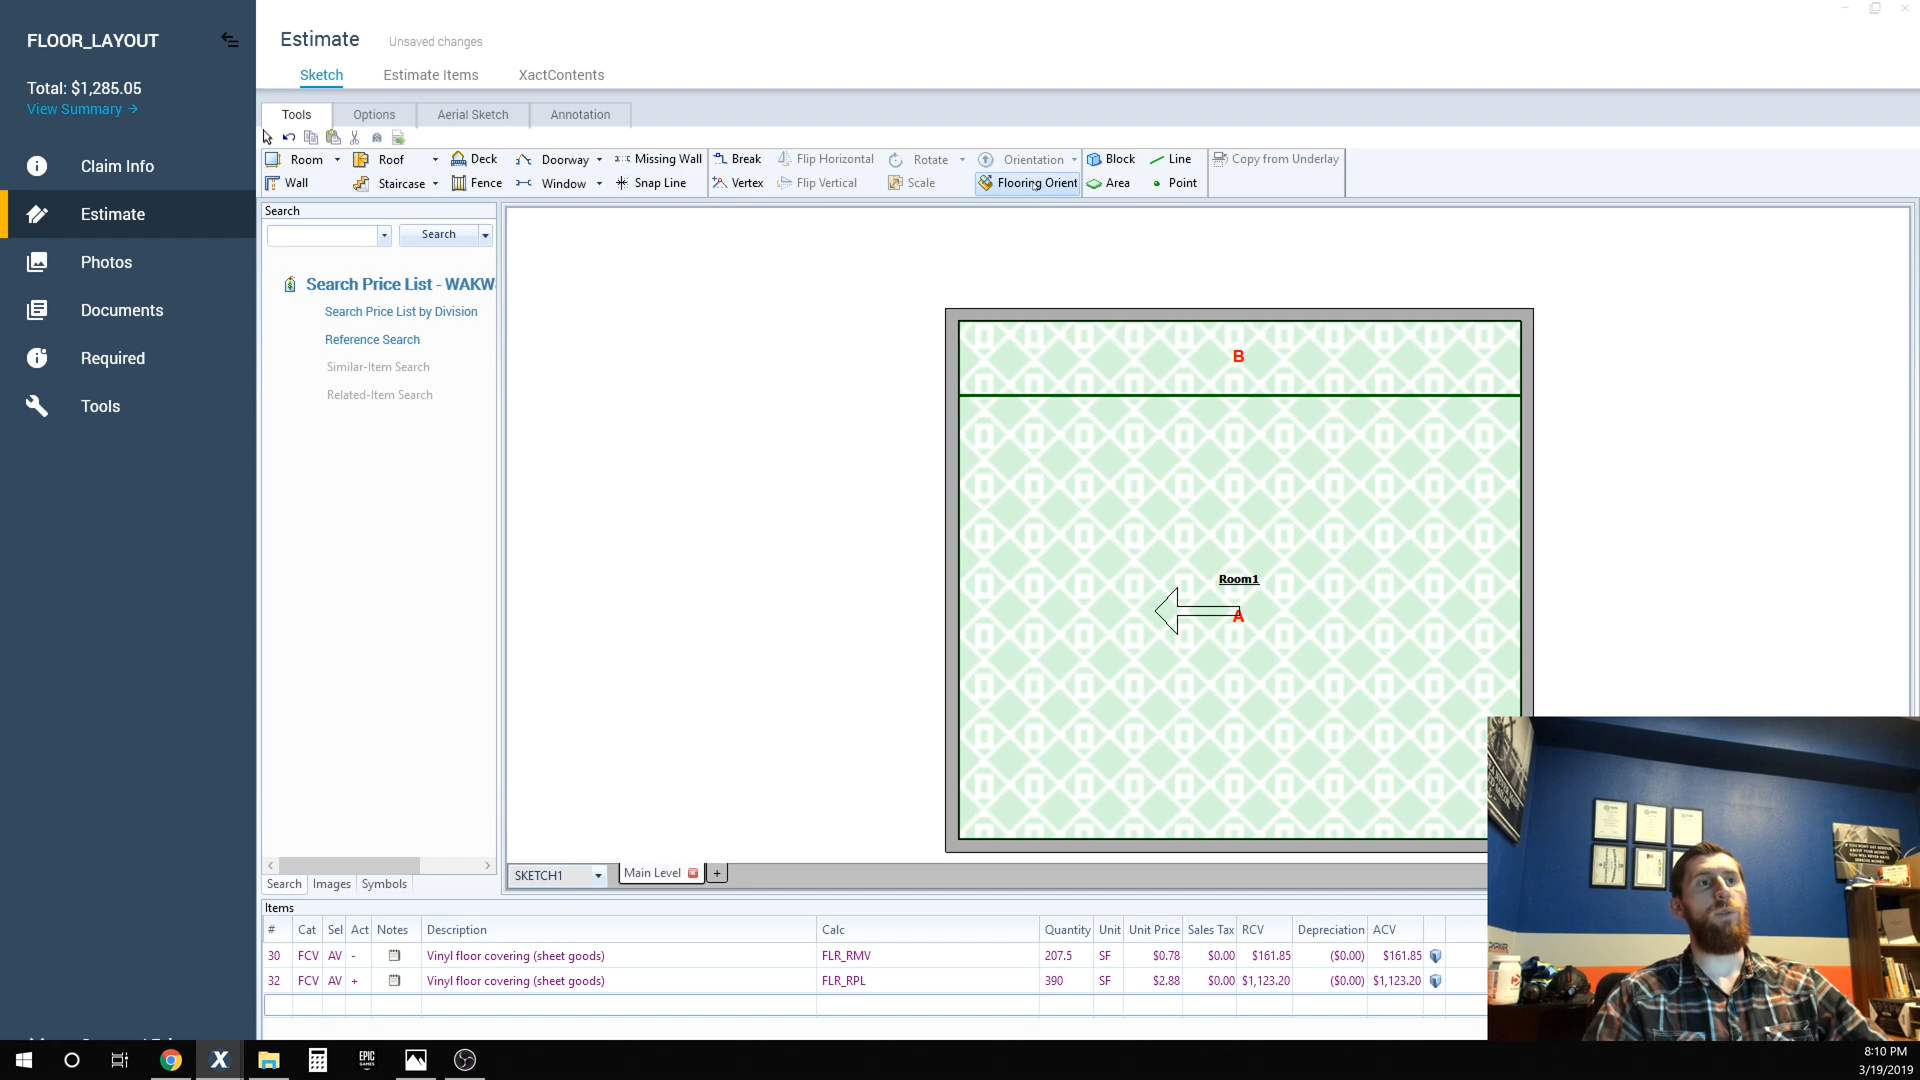 FLOOR_LAYOUT
Total: $1,285.05
View Summary →
Claim Info
Estimate
Photos
Documents
Required
Tools
Estimate Unsaved changes
Sketch Estimate Items XactContents
Tools Options Aerial Sketch Annotation
Room Roof Deck Doorway Missing Wall Break Flip Horizontal Rotate Orientation Block Line Copy from Underlay
Wall Staircase Fence Window Snap Line Vertex Flip Vertical Scale Flooring Orient Area Point
Search
Search
Search Price List - WAKW
Search Price List by Division
Reference Search
Similar-Item Search
Related-Item Search
B
Room1
A
Search Images Symbols
SKETCH1 Main Level +
Items
# Cat Sel Act Notes Description Calc Quantity Unit Unit Price Sales Tax RCV Depreciation ACV
30 FCV AV - Vinyl floor covering (sheet goods) FLR_RMV 207.5 SF $0.78 $0.00 $161.85 ($0.00) $161.85
32 FCV AV + Vinyl floor covering (sheet goods) FLR_RPL 390 SF $2.88 $0.00 $1,123.20 ($0.00) $1,123.20
EPIC
GAMES
8:10 PM
3/19/2019